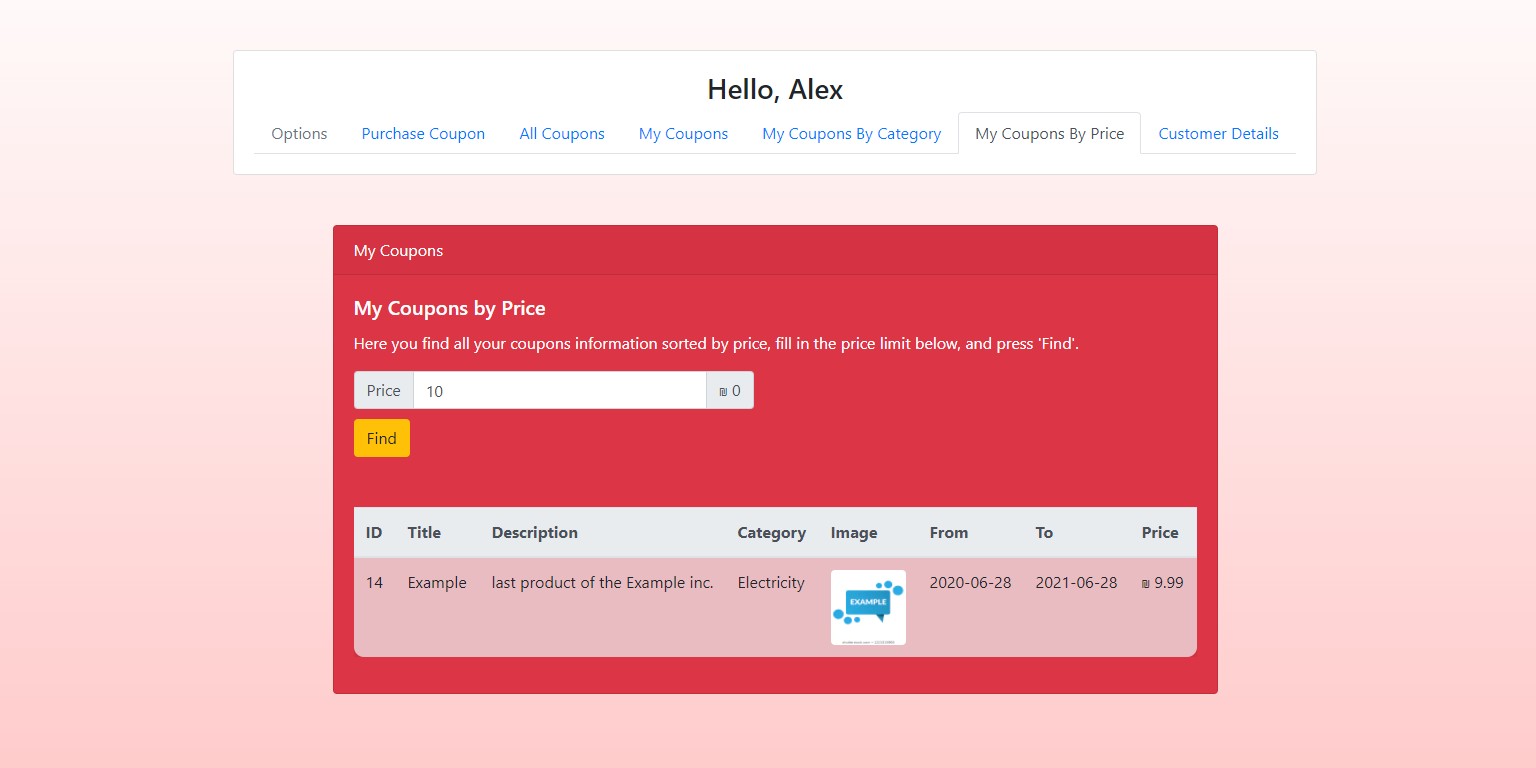 Hello, Alex
Options Purchase Coupon All Coupons My Coupons My Coupons By Category My Coupons By Price Customer Details
My Coupons
My Coupons by Price
Here you find all your coupons information sorted by price, fill in the price limit below, and press 'Find'.
Price 10 ₪ 0
Find
ID Title Description Category Image From To Price
14 Example last product of the Example inc. Electricity 2020-06-28 2021-06-28 ₪ 9.99
EXAMPLE